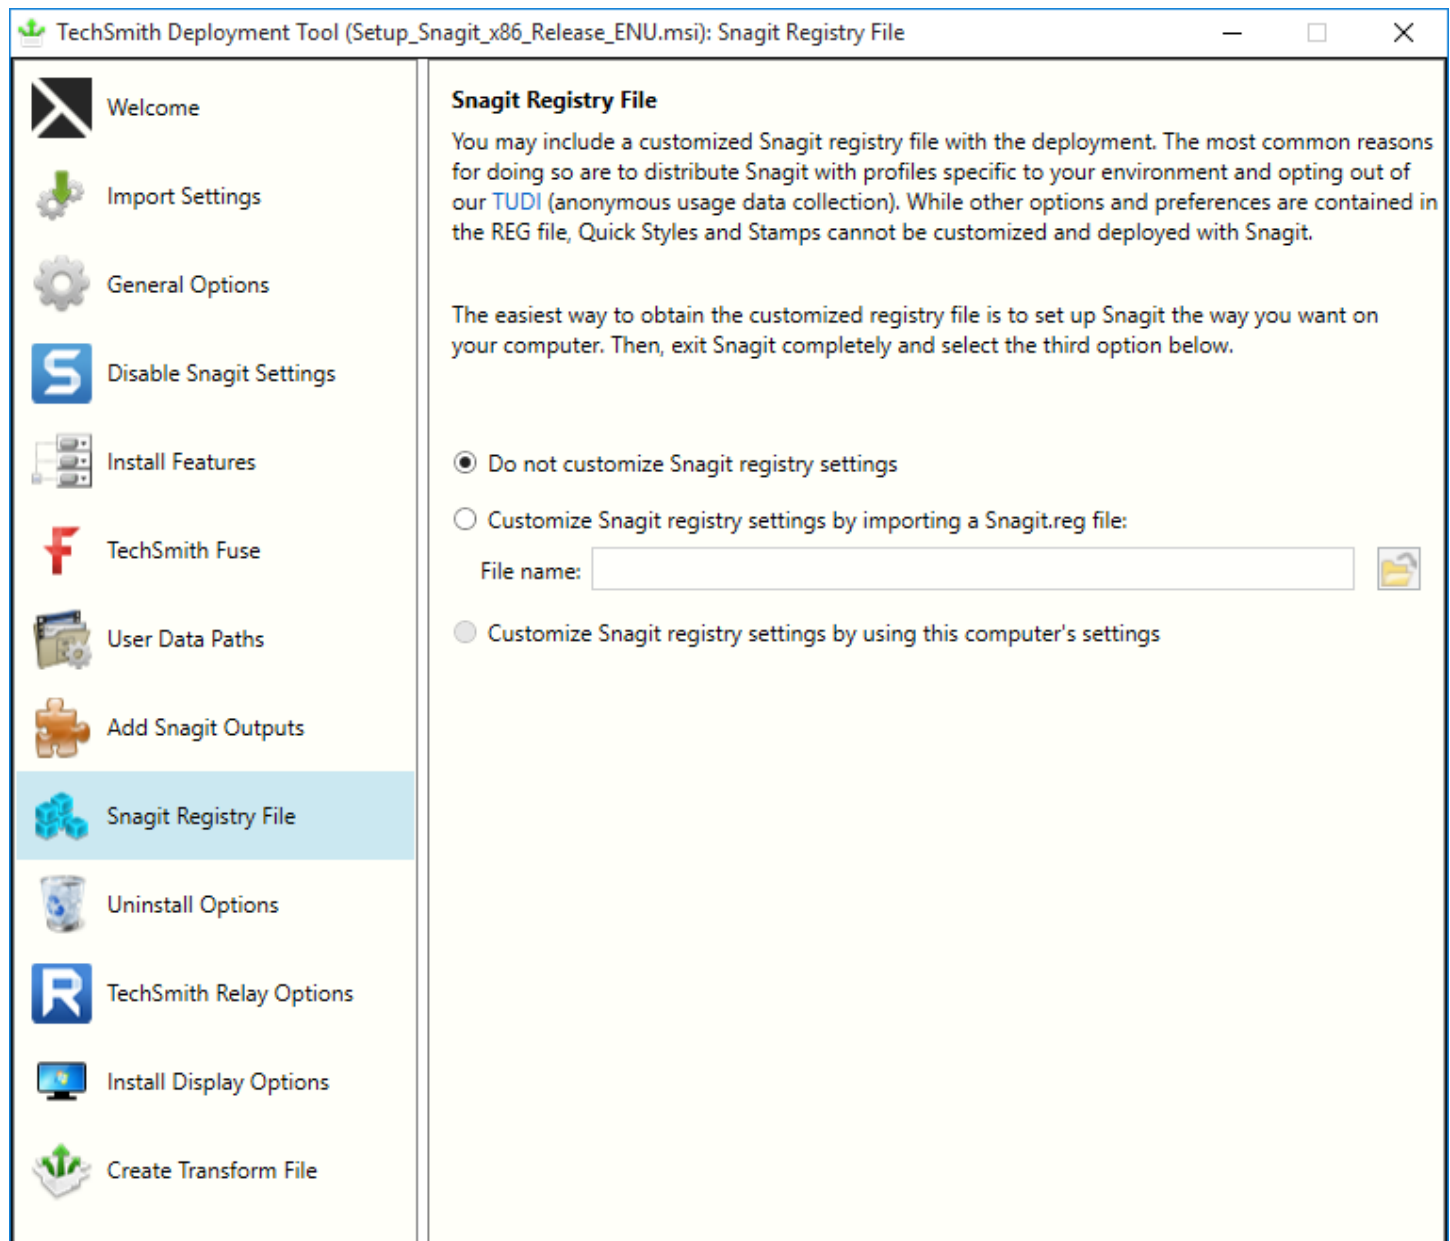 TechSmith Deployment Tool (Setup_Snagit_x86_Release_ENU.msi): Snagit Registry File
Welcome
Import Settings
General Options
Disable Snagit Settings
Install Features
TechSmith Fuse
User Data Paths
Add Snagit Outputs
Snagit Registry File
Uninstall Options
TechSmith Relay Options
Install Display Options
Create Transform File
Snagit Registry File
You may include a customized Snagit registry file with the deployment. The most common reasons
for doing so are to distribute Snagit with profiles specific to your environment and opting out of
our TUDI (anonymous usage data collection). While other options and preferences are contained in
the REG file, Quick Styles and Stamps cannot be customized and deployed with Snagit.
The easiest way to obtain the customized registry file is to set up Snagit the way you want on
your computer. Then, exit Snagit completely and select the third option below.
Do not customize Snagit registry settings
Customize Snagit registry settings by importing a Snagit.reg file:
File name:
Customize Snagit registry settings by using this computer's settings